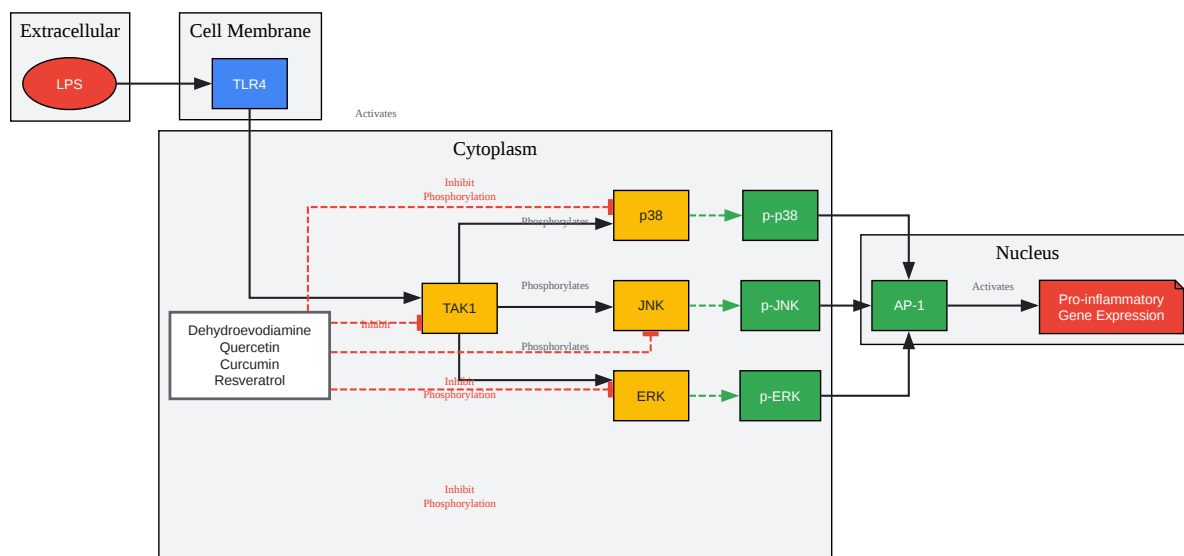 Extracellular
LPS
Cell Membrane
TLR4
Activates
Cytoplasm
Inhibit
Phosphorylation
Phosphorylates
p38
p-p38
Nucleus
TAK1
Phosphorylates
JNK
p-JNK
AP-1
Activates
Pro-inflammatory
Gene Expression
Dehydroevodiamine
Quercetin
Curcumin
Resveratrol
Inhibit
Phosphorylates
Inhibit
Phosphorylation
ERK
p-ERK
Inhibit
Phosphorylation